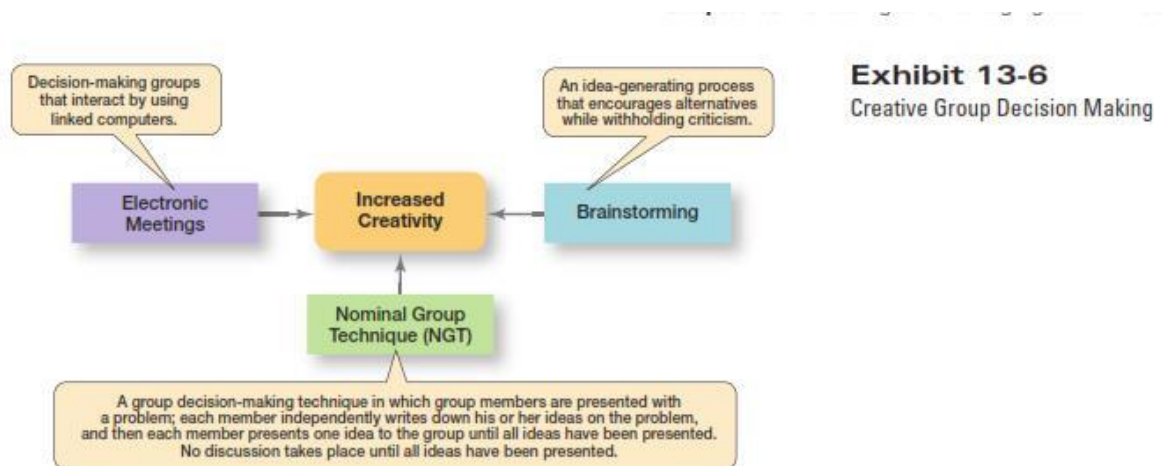 Exhibit 13-6
Creative Group Decision Making
Decision-making groups
that interact by using
linked computers.
An idea-generating process
that encourages alternatives
while withholding criticism.
Electronic
Meetings
Increased
Creativity
Brainstorming
Nominal Group
Technique (NGT)
A group decision-making technique in which group members are presented with
a problem; each member independently writes down his or her ideas on the problem,
and then each member presents one idea to the group until all ideas have been presented.
No discussion takes place until all ideas have been presented.